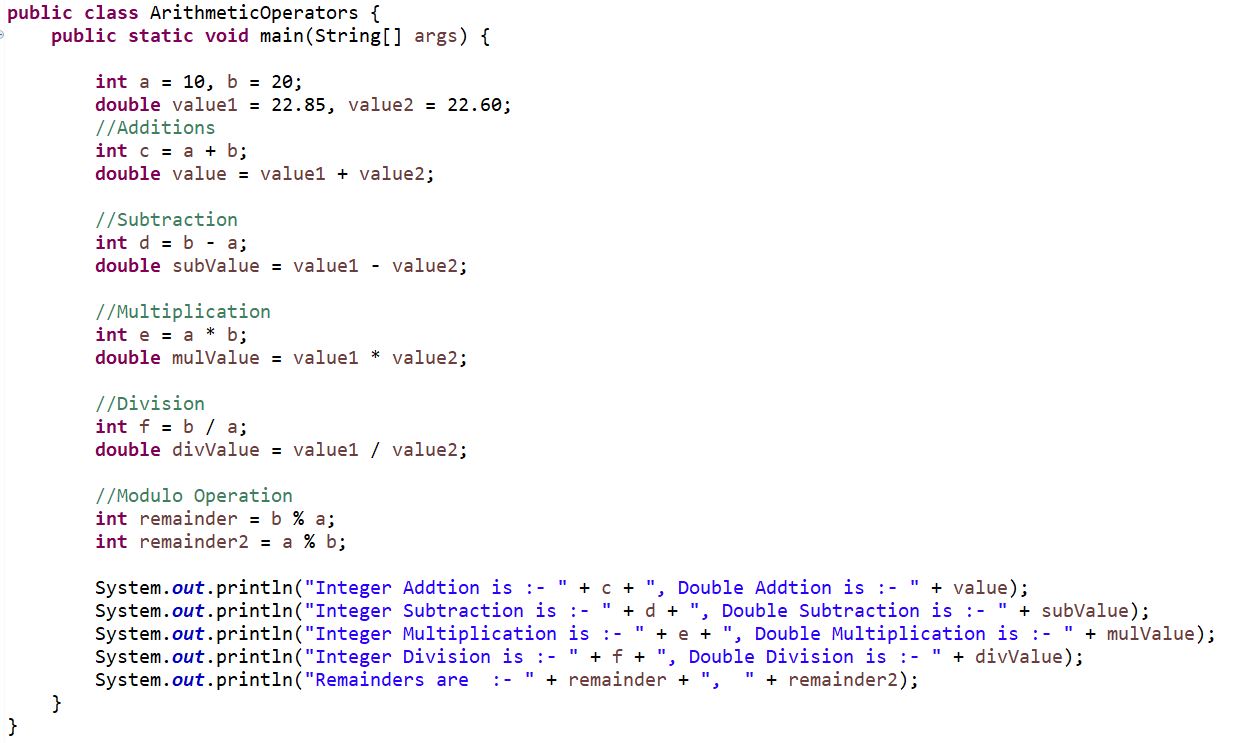 public class ArithmeticOperators {
    public static void main(String[] args) {

        int a = 10, b = 20;
        double value1 = 22.85, value2 = 22.60;
        //Additions
        int c = a + b;
        double value = value1 + value2;

        //Subtraction
        int d = b - a;
        double subValue = value1 - value2;

        //Multiplication
        int e = a * b;
        double mulValue = value1 * value2;

        //Division
        int f = b / a;
        double divValue = value1 / value2;

        //Modulo Operation
        int remainder = b % a;
        int remainder2 = a % b;

        System.out.println("Integer Addtion is :- " + c + ", Double Addtion is :- " + value);
        System.out.println("Integer Subtraction is :- " + d + ", Double Subtraction is :- " + subValue);
        System.out.println("Integer Multiplication is :- " + e + ", Double Multiplication is :- " + mulValue);
        System.out.println("Integer Division is :- " + f + ", Double Division is :- " + divValue);
        System.out.println("Remainders are  :- " + remainder + ",  " + remainder2);
    }
}